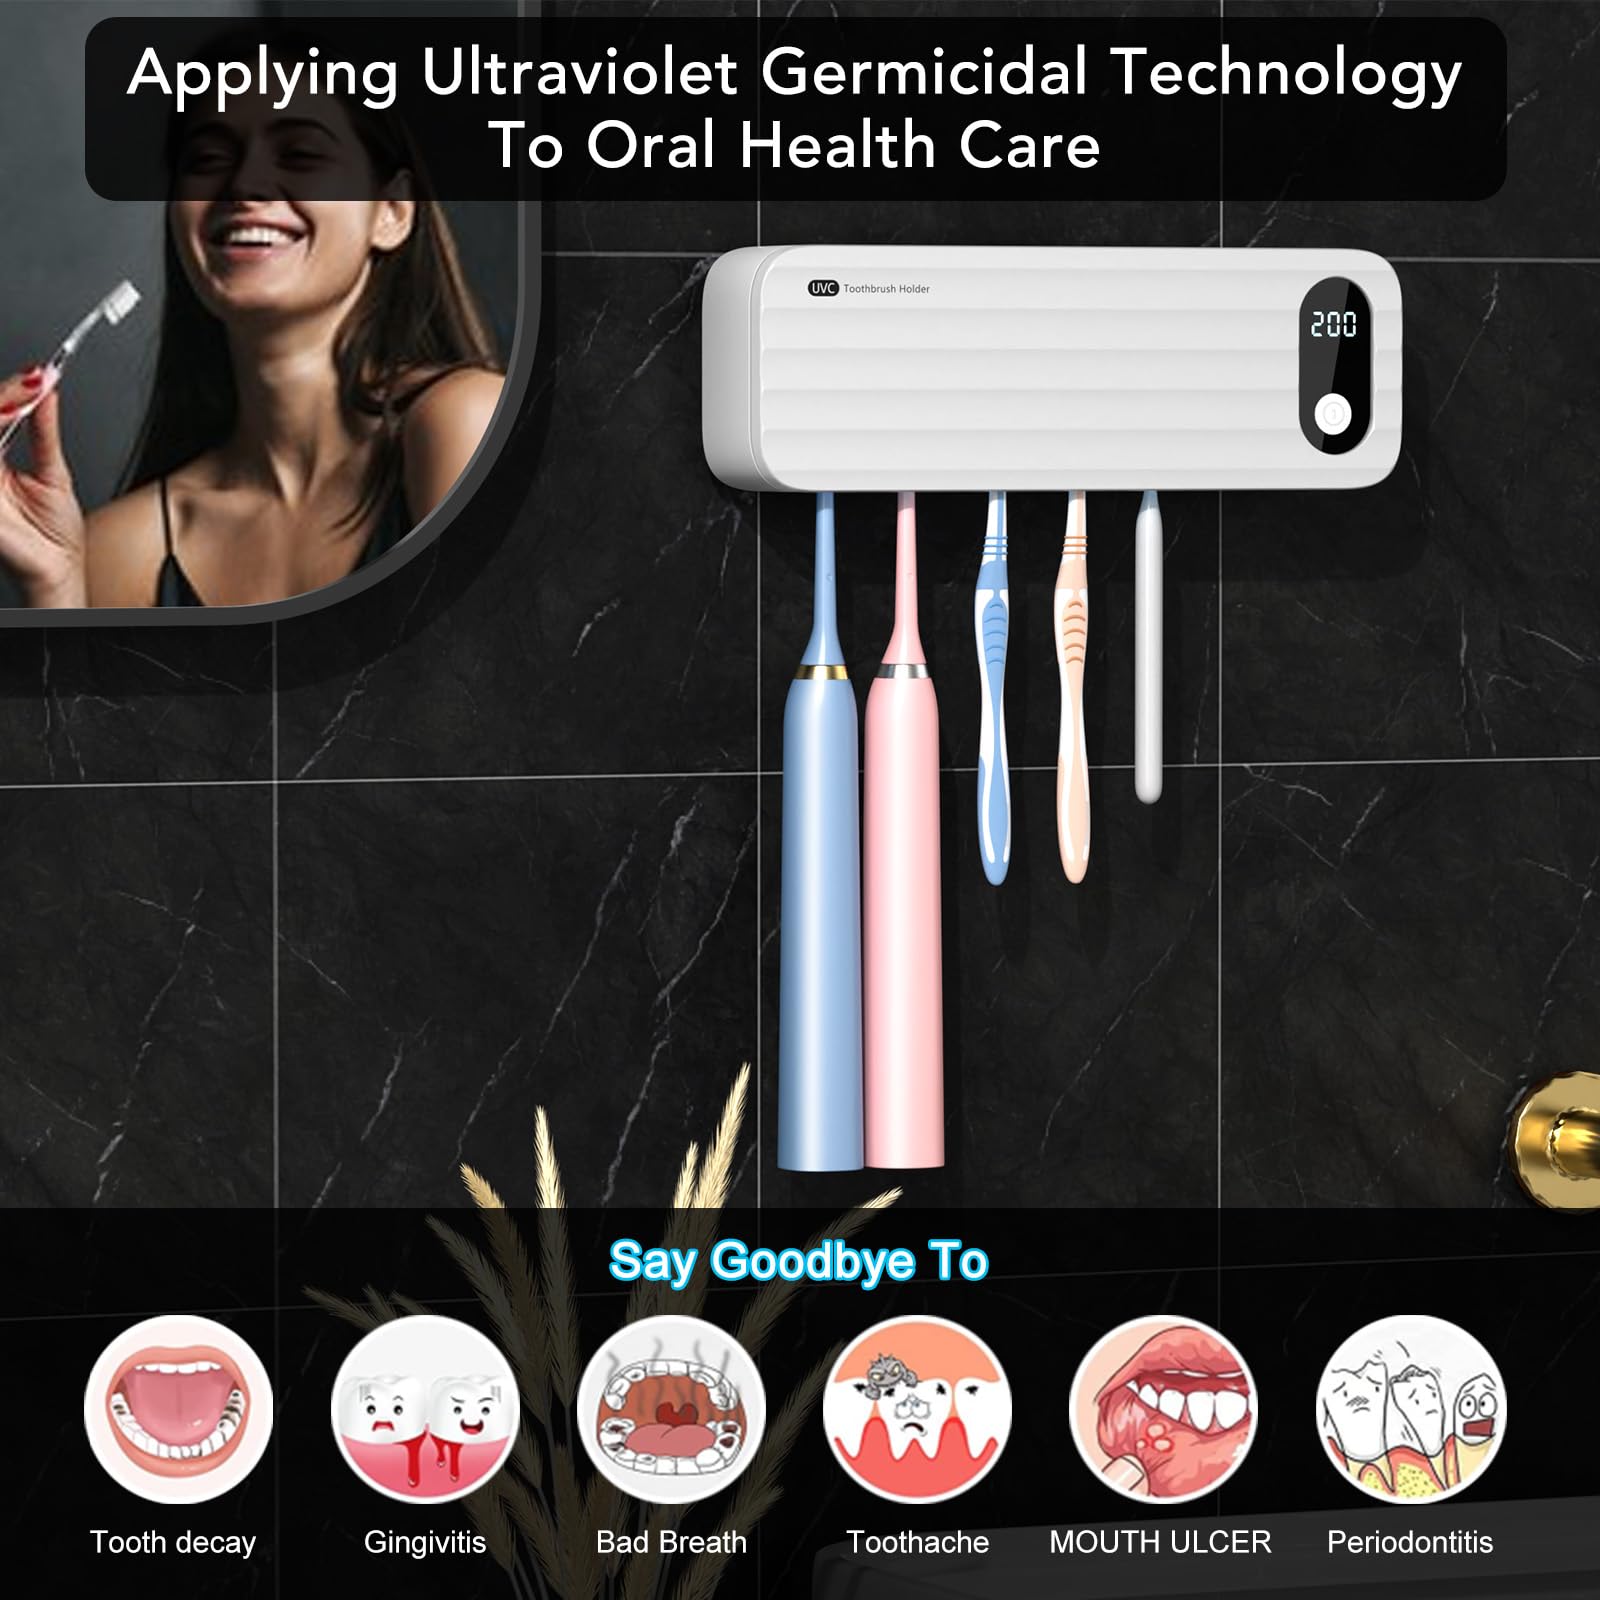 Applying Ultraviolet Germicidal Technology
To Oral Health Care
UVC Toothbrush Holder
200
Say Goodbye To
Tooth decay
Gingivitis
Bad Breath
Toothache
MOUTH ULCER
Periodontitis